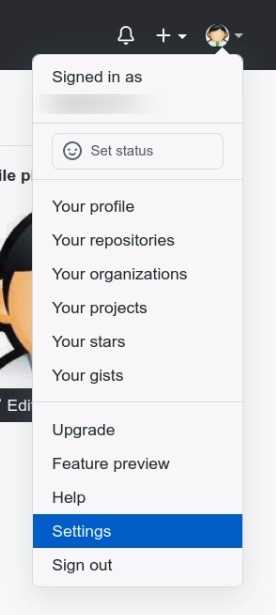 Signed in as
Set status
ile p
Your profile
Your repositories
Your organizations
Your projects
Your stars
Your gists
Edi
Upgrade
Feature preview
Help
Settings
Sign out